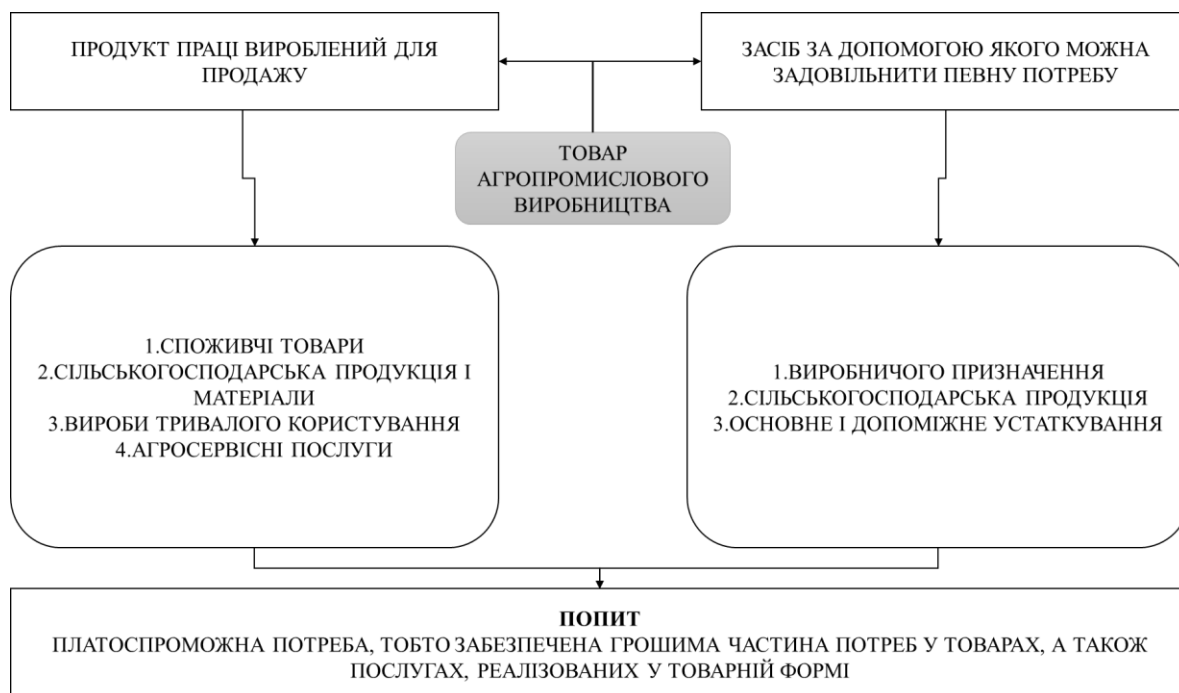 ПРОДУКТ ПРАЦІ ВИРОБЛЕНИЙ ДЛЯ
ПРОДАЖУ
ЗАСІБ ЗА ДОПОМОГОЮ ЯКОГО МОЖНА
ЗАДОВІЛЬНИТИ ПЕВНУ ПОТРЕБУ
ТОВАР
АГРОПРОМИСЛОВОГО
ВИРОБНИЦТВА
1.СПОЖИВЧІ ТОВАРИ
2.СІЛЬСЬКОГОСПОДАРСЬКА ПРОДУКЦІЯ І
МАТЕРІАЛИ
3.ВИРОБИ ТРИВАЛОГО КОРИСТУВАННЯ
4.АГРОСЕРВІСНІ ПОСЛУГИ
1.ВИРОБНИЧОГО ПРИЗНАЧЕННЯ
2.СІЛЬСЬКОГОСПОДАРСЬКА ПРОДУКЦІЯ
3.ОСНОВНЕ І ДОПОМІЖНЕ УСТАТКУВАННЯ
ПОПИТ
ПЛАТОСПРОМОЖНА ПОТРЕБА, ТОБТО ЗАБЕЗПЕЧЕНА ГРОШИМА ЧАСТИНА ПОТРЕБ У ТОВАРАХ, А ТАКОЖ
ПОСЛУГАХ, РЕАЛІЗОВАНИХ У ТОВАРНІЙ ФОРМІ